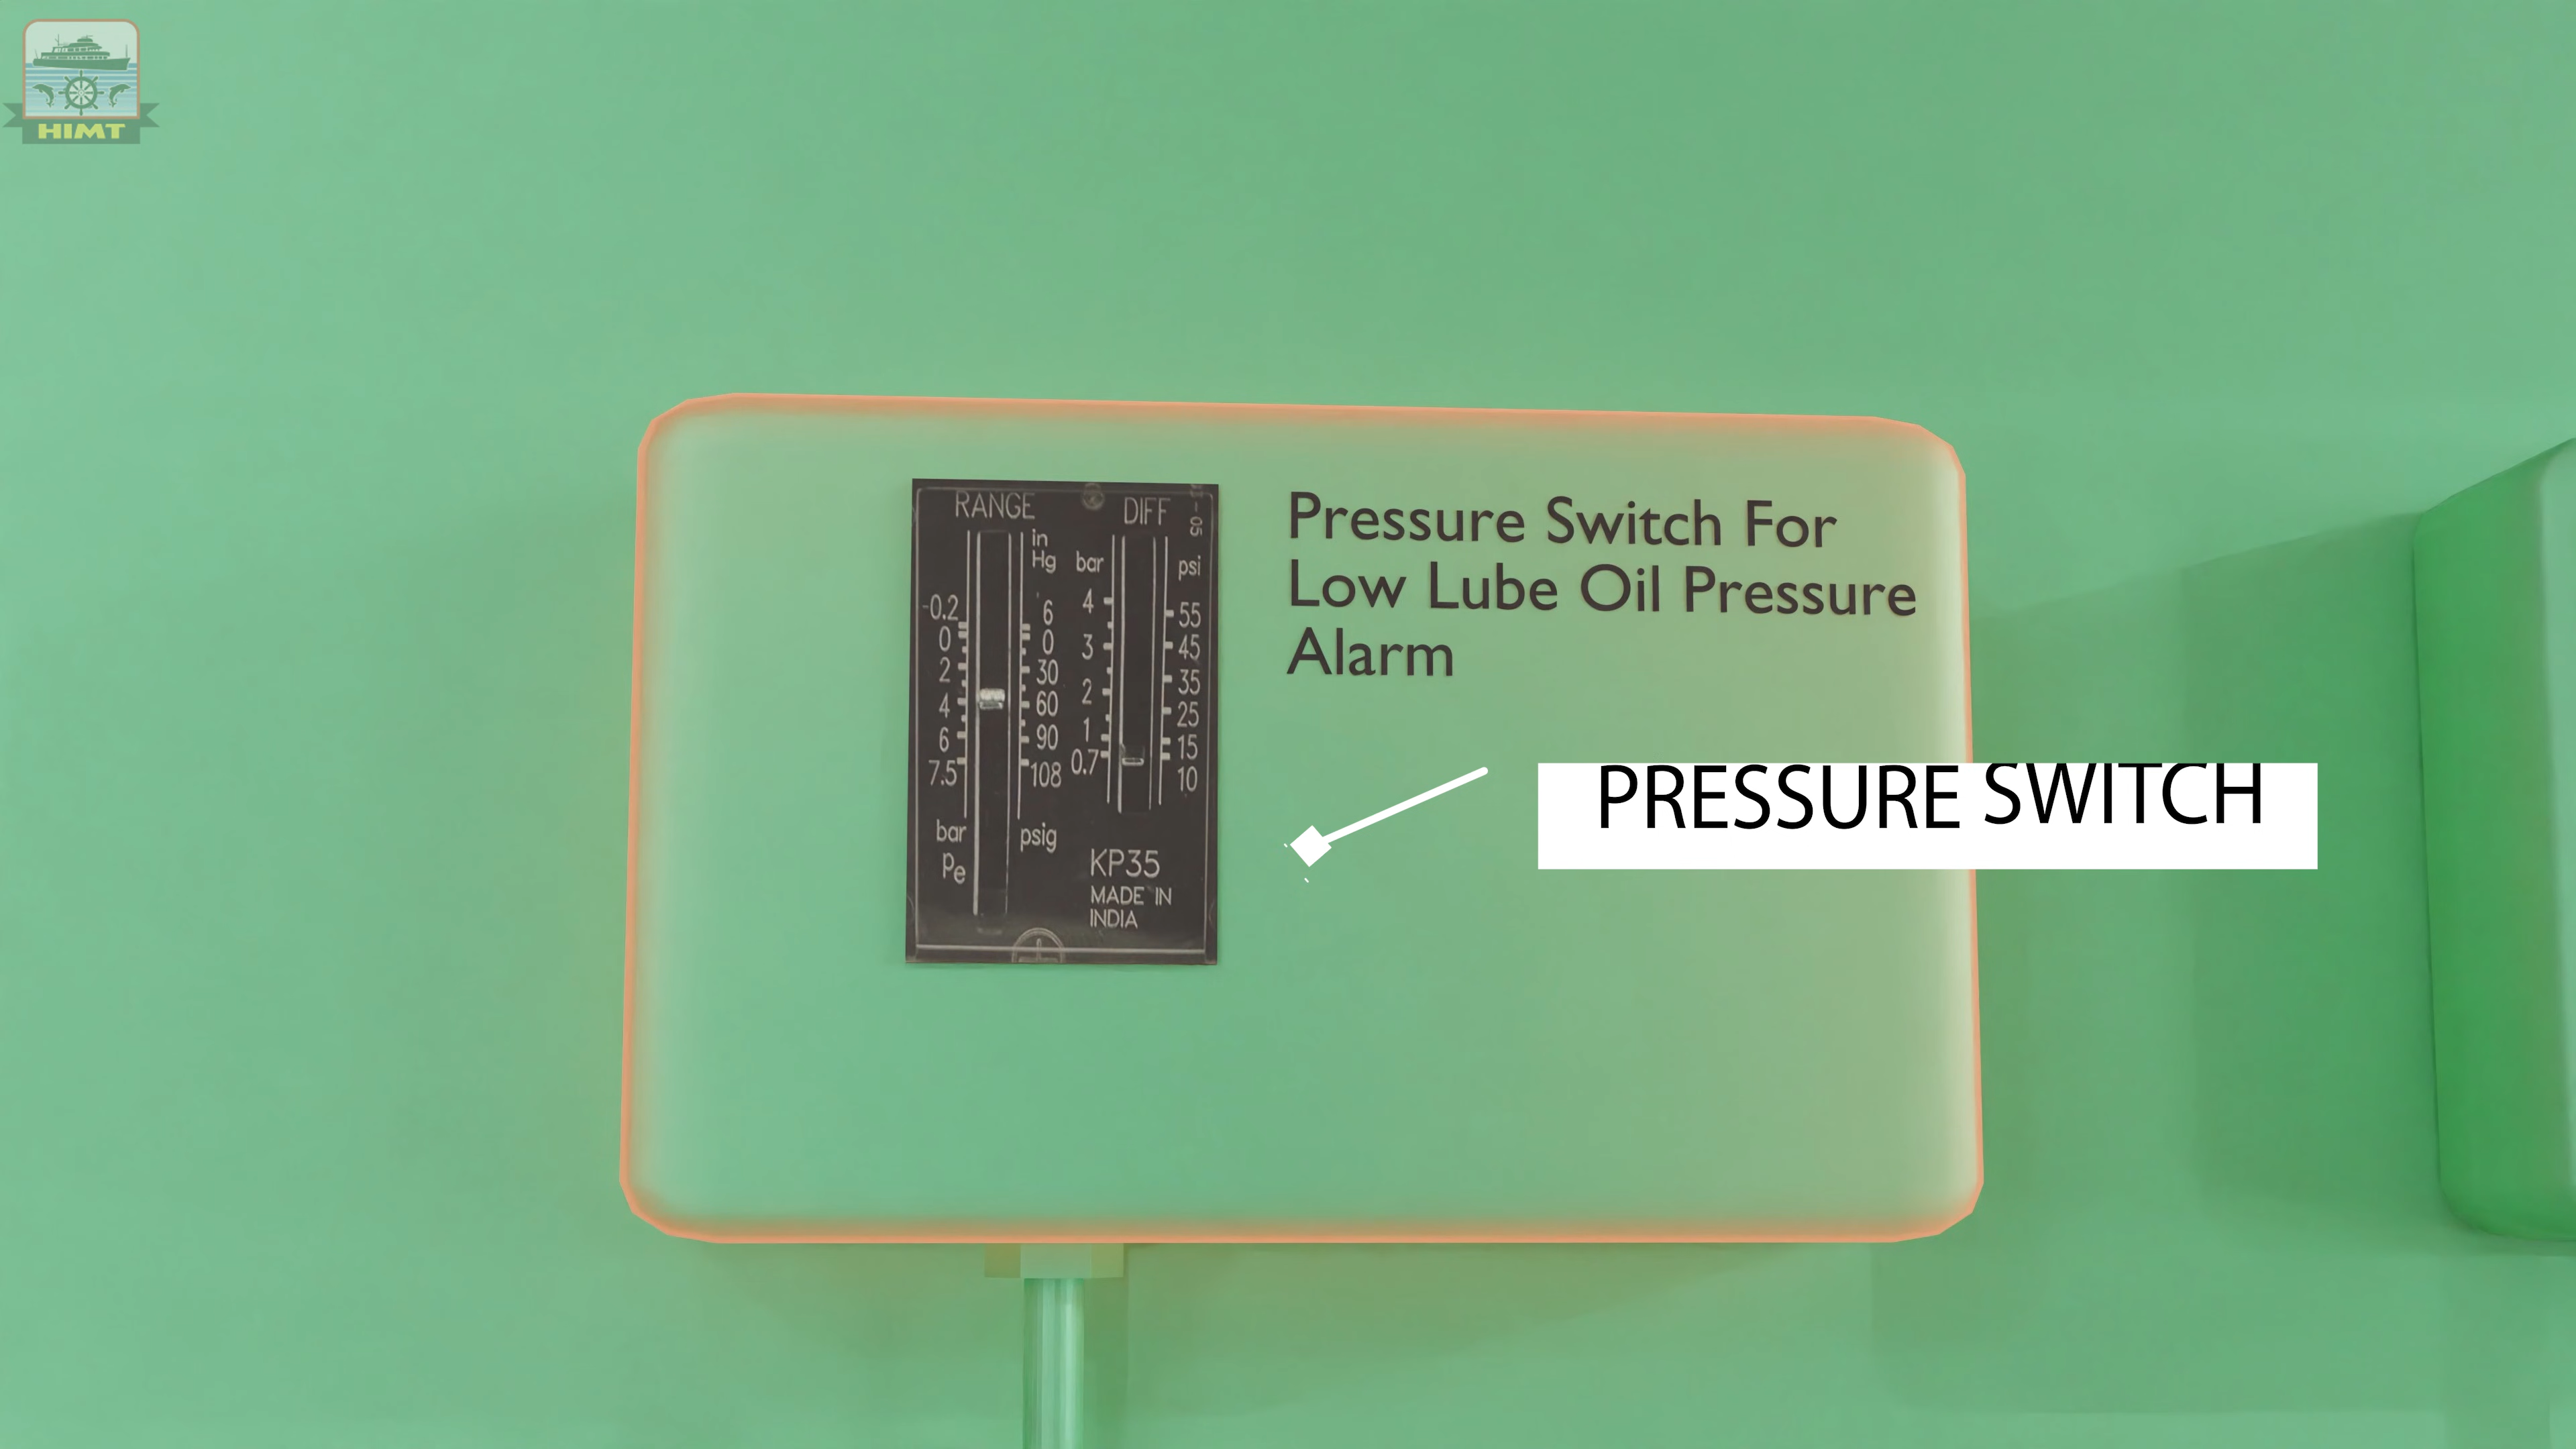 HIMT
RANGE
DIFF
in
Hg
bar
psi
-0.2
0
2
4
6
7.5
6
0
30
60
90
108
4
3
2
1
0.7
55
45
35
25
15
10
bar
pe
psig
KP35
MADE IN
INDIA
Pressure Switch For
Low Lube Oil Pressure
Alarm
PRESSURE SWITCH